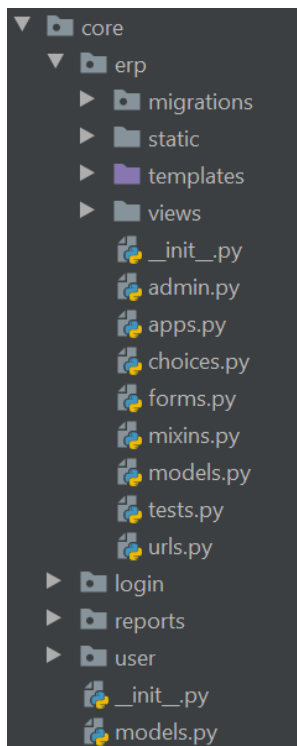 core
erp
migrations
static
templates
views
__init__.py
admin.py
apps.py
choices.py
forms.py
mixins.py
models.py
tests.py
urls.py
login
reports
user
__init__.py
models.py